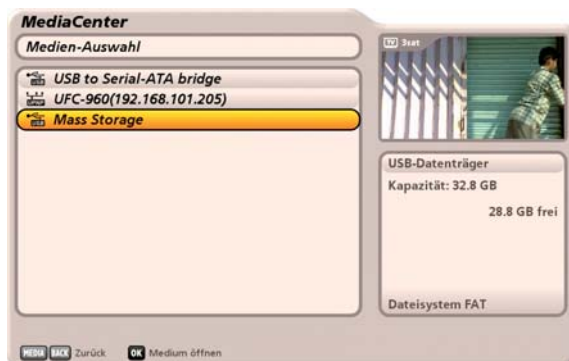 MediaCenter
Medien-Auswahl
USB to Serial-ATA bridge
UFC-960(192.168.101.205)
Mass Storage
TV 3sat
USB-Datenträger
Kapazität: 32.8 GB
28.8 GB frei
Dateisystem FAT
MEDIA BACK Zurück OK Medium öffnen